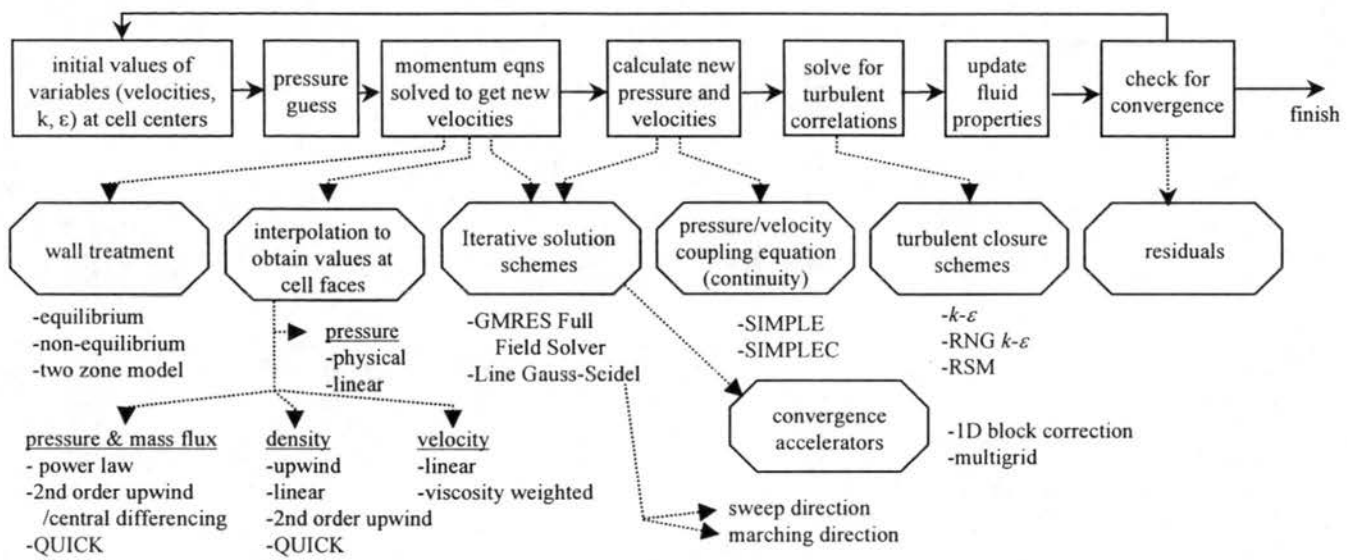 initial values of
variables (velocities,
k, ε) at cell centers
pressure
guess
momentum eqns
solved to get new
velocities
calculate new
pressure and
velocities
solve for
turbulent
correlations
update
fluid
properties
check for
convergence
finish
wall treatment
interpolation to
obtain values at
cell faces
Iterative solution
schemes
pressure/velocity
coupling equation
(continuity)
turbulent closure
schemes
residuals
-equilibrium
-non-equilibrium
-two zone model
pressure
-physical
-linear
-GMRES Full
Field Solver
-Line Gauss-Scidel
-SIMPLE
-SIMPLEC
-k-ε
-RNG k-ε
-RSM
convergence
accelerators
-1D block correction
-multigrid
pressure & mass flux
- power law
-2nd order upwind
/central differencing
-QUICK
density
-upwind
-linear
-2nd order upwind
-QUICK
velocity
-linear
-viscosity weighted
sweep direction
marching direction